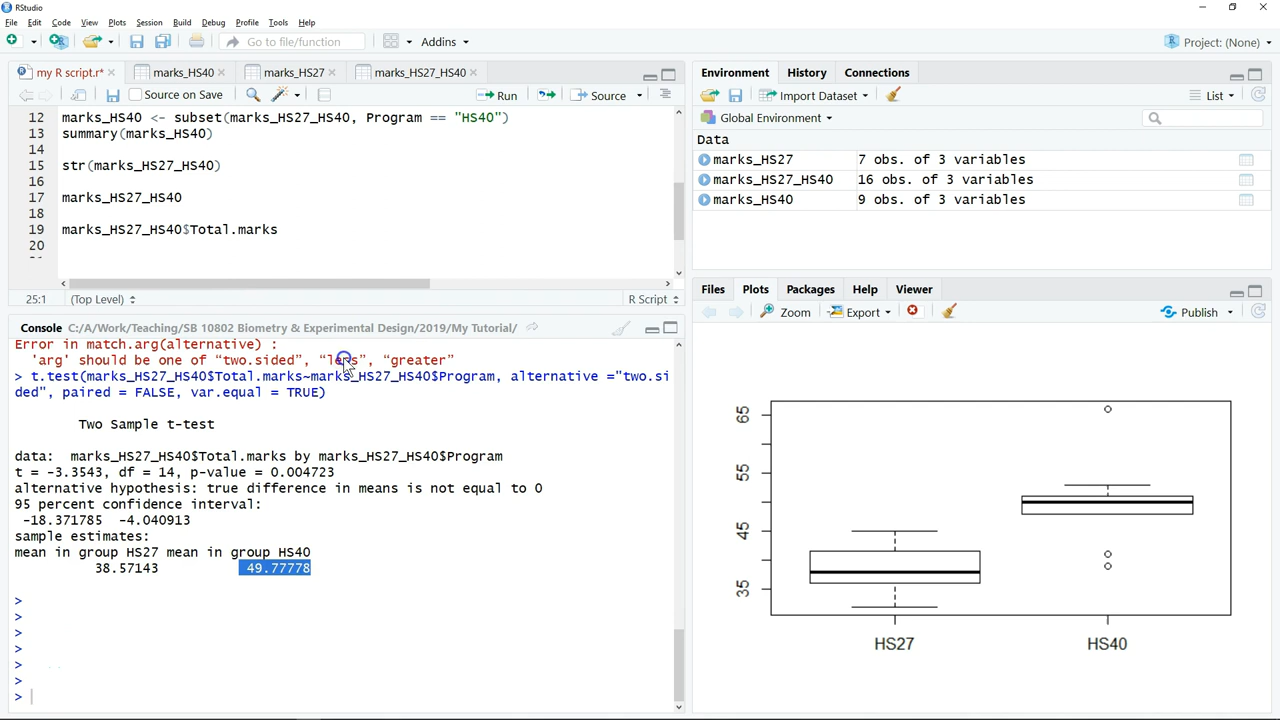 RStudio
File Edit Code View Plots Session Build Debug Profile Tools Help
Go to file/function Addins Project: (None)
my R script.r* marks_HS40 marks_HS27 marks_HS27_HS40
Source on Save Run Source
12 marks_HS40 <- subset(marks_HS27_HS40, Program == "HS40")
13 summary(marks_HS40)
14
15 str(marks_HS27_HS40)
16
17 marks_HS27_HS40
18
19 marks_HS27_HS40$Total.marks
20
25:1 (Top Level) R Script
Console C:/A/Work/Teaching/SB 10802 Biometry & Experimental Design/2019/My Tutorial/
Error in match.arg(alternative) :
'arg' should be one of “two.sided”, “less”, “greater”
> t.test(marks_HS27_HS40$Total.marks~marks_HS27_HS40$Program, alternative ="two.si
ded", paired = FALSE, var.equal = TRUE)
Two Sample t-test
data: marks_HS27_HS40$Total.marks by marks_HS27_HS40$Program
t = -3.3543, df = 14, p-value = 0.004723
alternative hypothesis: true difference in means is not equal to 0
95 percent confidence interval:
-18.371785 -4.040913
sample estimates:
mean in group HS27 mean in group HS40
38.57143 49.77778
>
>
>
>
>
>
>
Environment History Connections
Import Dataset List
Global Environment
Data
marks_HS27 7 obs. of 3 variables
marks_HS27_HS40 16 obs. of 3 variables
marks_HS40 9 obs. of 3 variables
Files Plots Packages Help Viewer
Zoom Export Publish
65
55
45
35
HS27 HS40